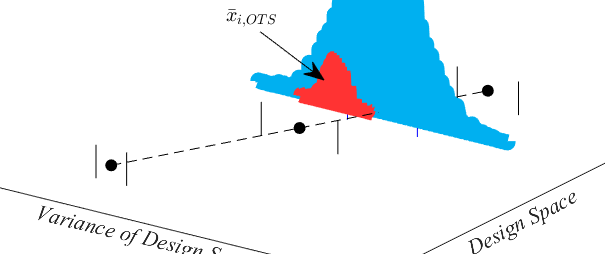 x̄i,OTS
Variance of Design S
Design Space